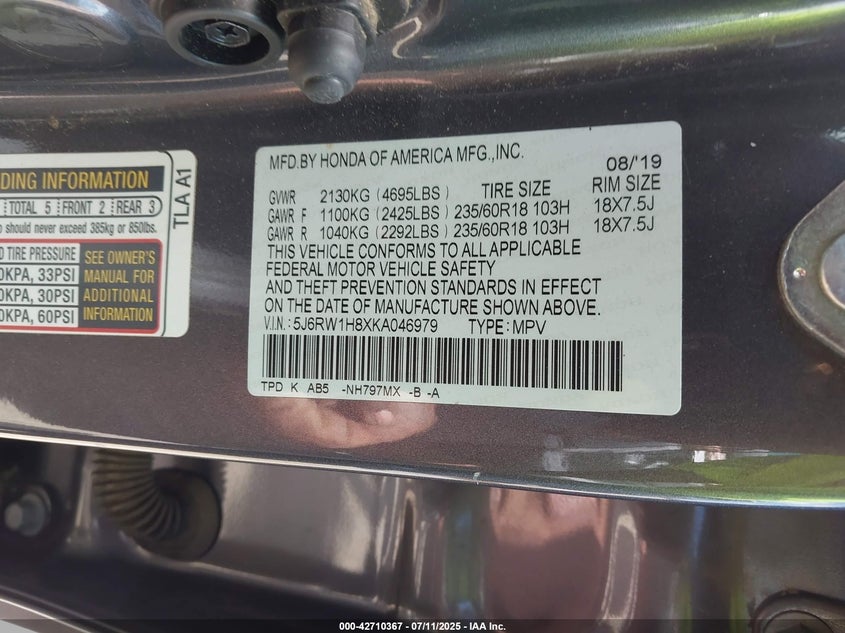 DING INFORMATION
TOTAL 5 | FRONT 2 | REAR 3
should never exceed 385kg or 850lbs.
D TIRE PRESSURE
0KPA, 33PSI
0KPA, 30PSI
0KPA, 60PSI
SEE OWNER'S
MANUAL FOR
ADDITIONAL
INFORMATION
TLA A1
MFD.BY HONDA OF AMERICA MFG.,INC. 08/'19
GVWR 2130KG (4695LBS) TIRE SIZE RIM SIZE
GAWR F 1100KG (2425LBS) 235/60R18 103H 18X7.5J
GAWR R 1040KG (2292LBS) 235/60R18 103H 18X7.5J
THIS VEHICLE CONFORMS TO ALL APPLICABLE
FEDERAL MOTOR VEHICLE SAFETY
AND THEFT PREVENTION STANDARDS IN EFFECT
ON THE DATE OF MANUFACTURE SHOWN ABOVE.
V.I.N.: 5J6RW1H8XKA046979 TYPE: MPV
TPD K AB5 -NH797MX -B -A
000-42710367 - 07/11/2025 - IAA Inc.